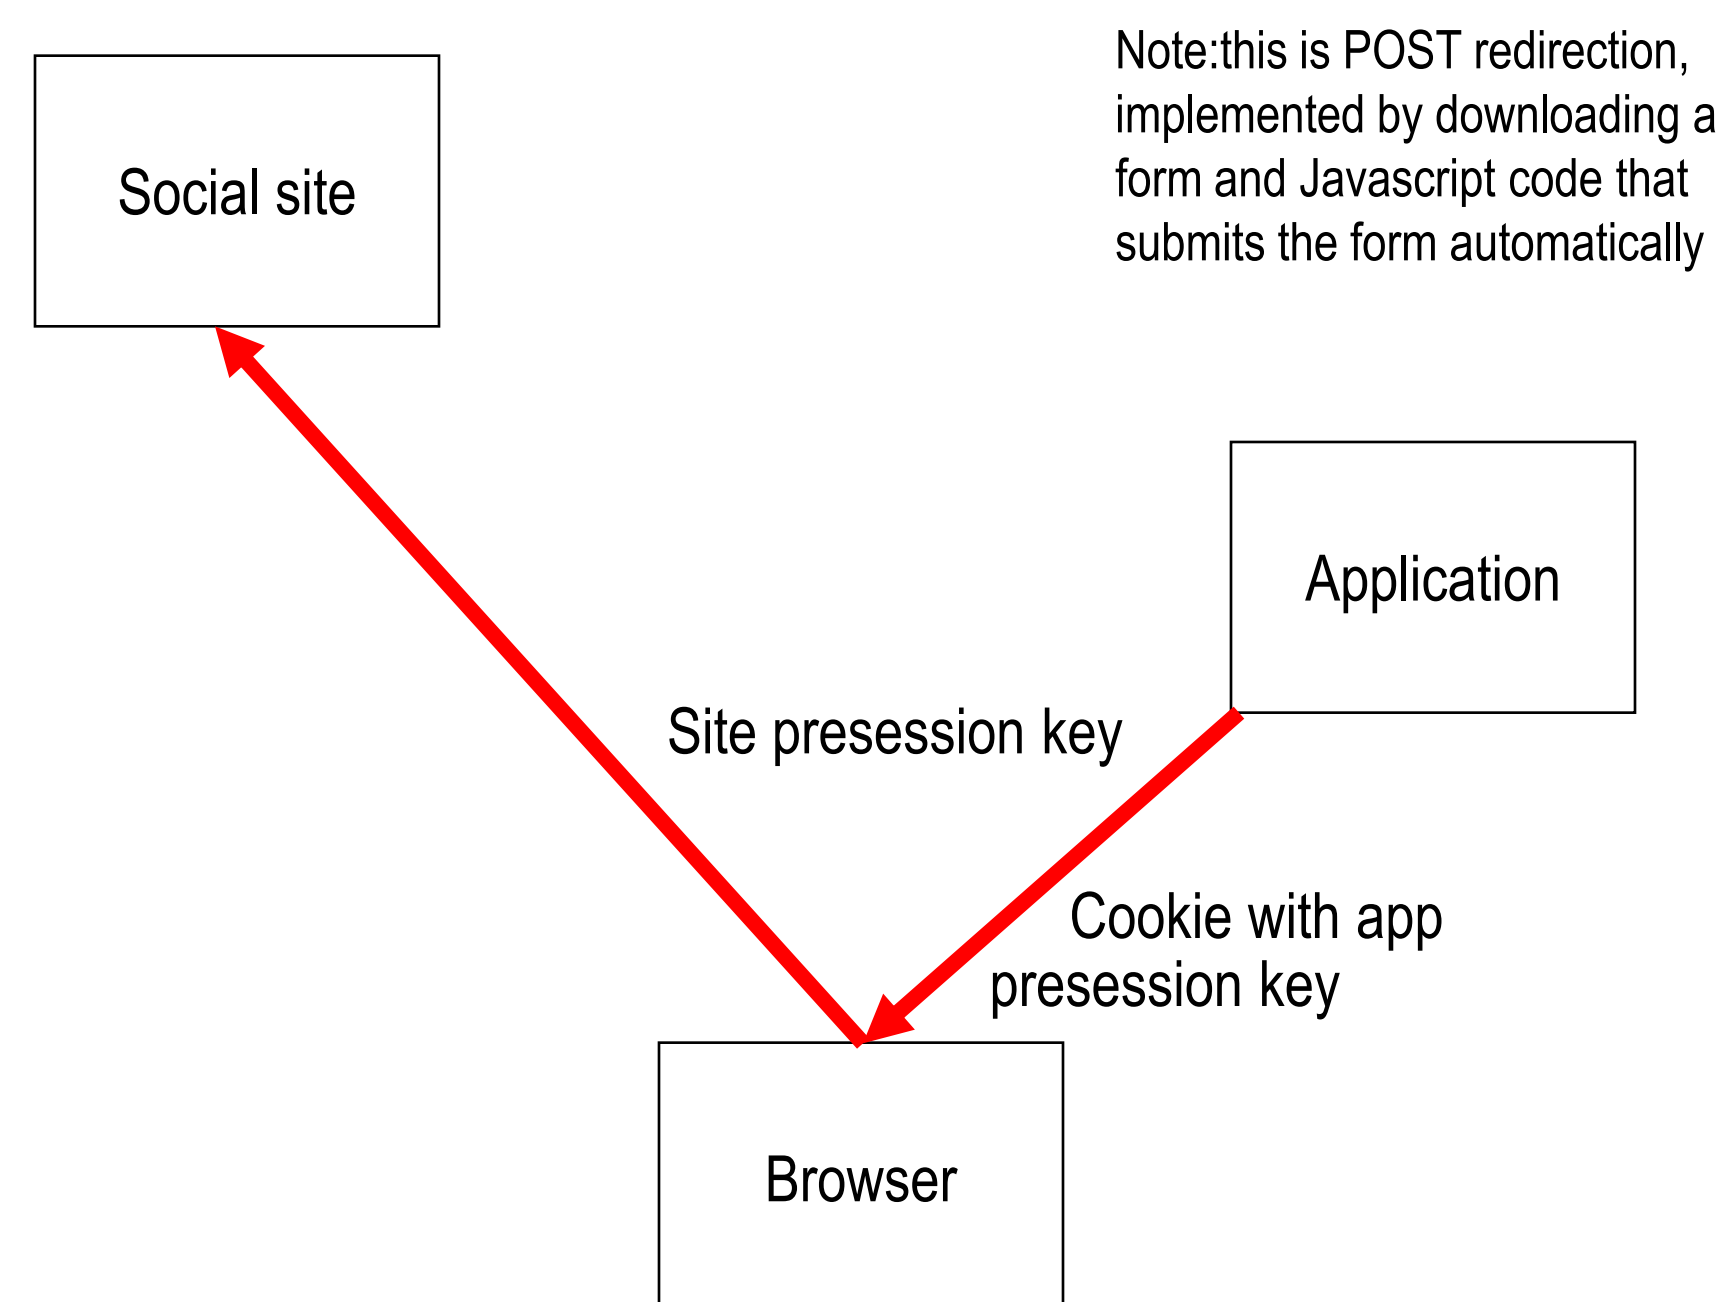 Note:this is POST redirection,
implemented by downloading a
form and Javascript code that
submits the form automatically
Social site
Application
Site presession key
Cookie with app
presession key
Browser